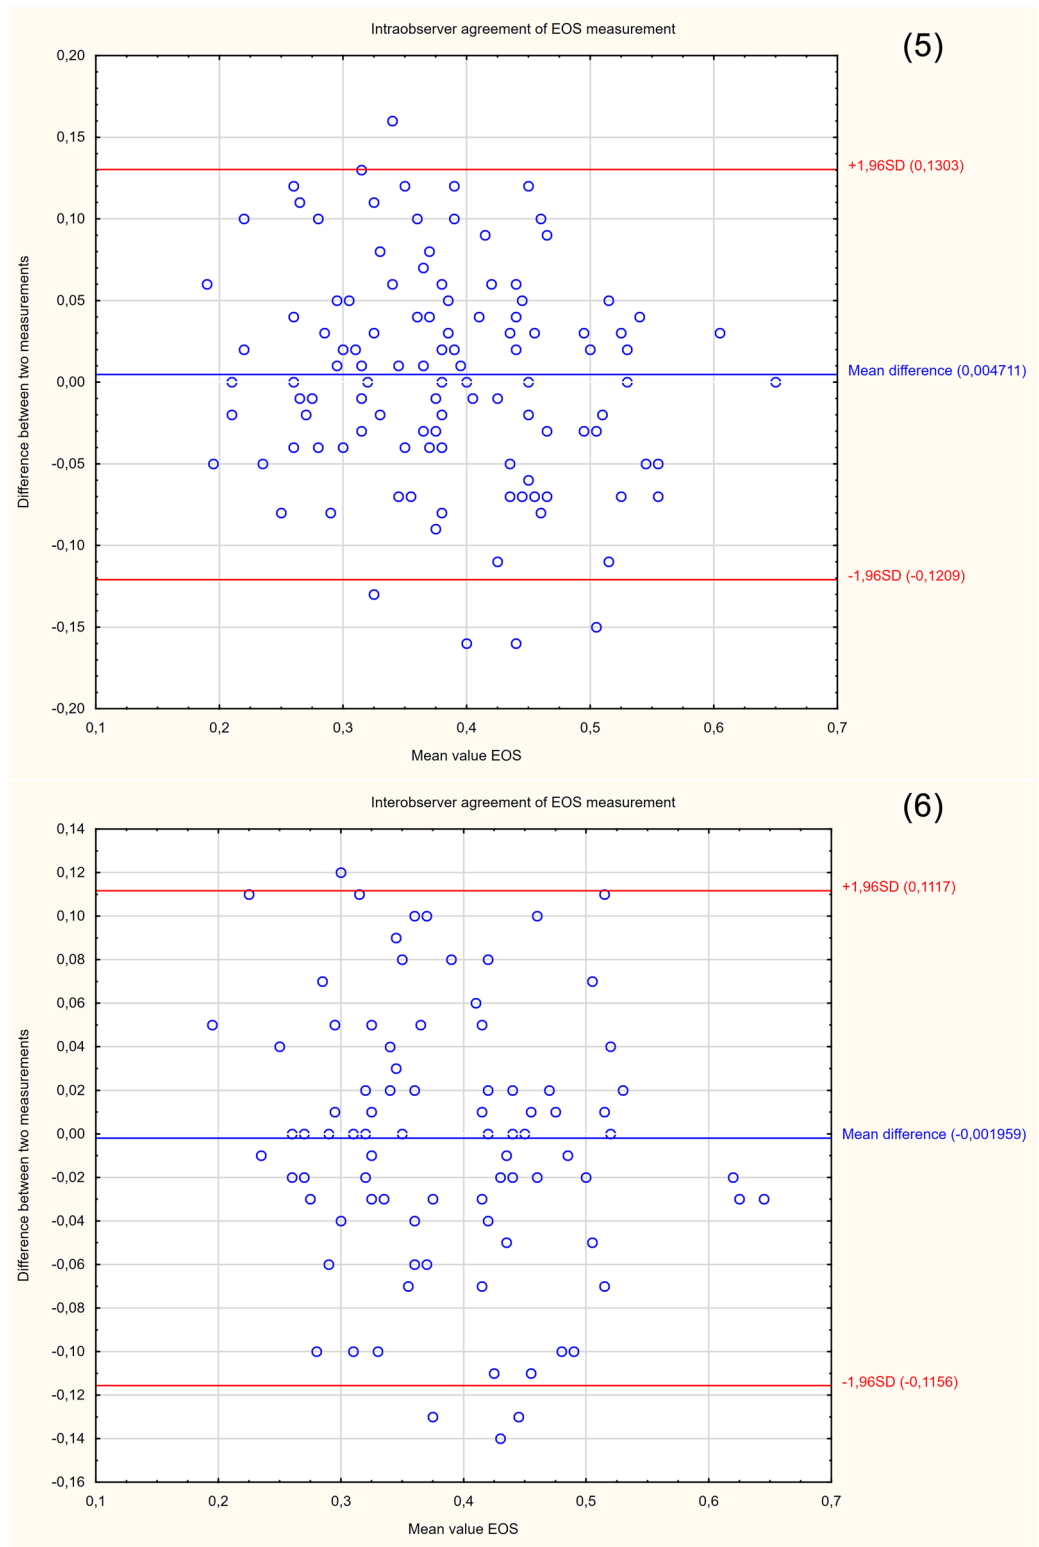 Intraobserver agreement of EOS measurement
(5)
0,20
0,15
+1,96SD (0,1303)
0,10
0,05
Mean difference (0,004711)
0,00
-0,05
-0,10
-1,96SD (-0,1209)
-0,15
-0,20
Difference between two measurements
0,1 0,2 0,3 0,4 0,5 0,6 0,7
Mean value EOS
Interobserver agreement of EOS measurement
(6)
0,14
0,12
+1,96SD (0,1117)
0,10
0,08
0,06
0,04
0,02
0,00
Mean difference (-0,001959)
-0,02
-0,04
-0,06
-0,08
-0,10
-1,96SD (-0,1156)
-0,12
-0,14
-0,16
Difference between two measurements
0,1 0,2 0,3 0,4 0,5 0,6 0,7
Mean value EOS